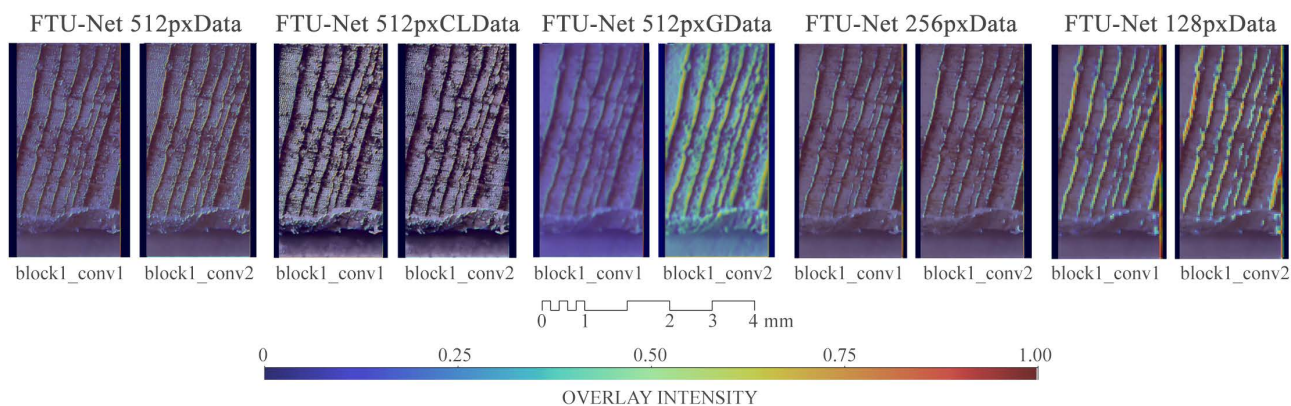 FTU-Net 512pxData FTU-Net 512pxCLData FTU-Net 512pxGData FTU-Net 256pxData FTU-Net 128pxData
block1_conv1 block1_conv2 block1_conv1 block1_conv2 block1_conv1 block1_conv2 block1_conv1 block1_conv2 block1_conv1 block1_conv2
0 1 2 3 4 mm
0 0.25 0.50 0.75 1.00
OVERLAY INTENSITY